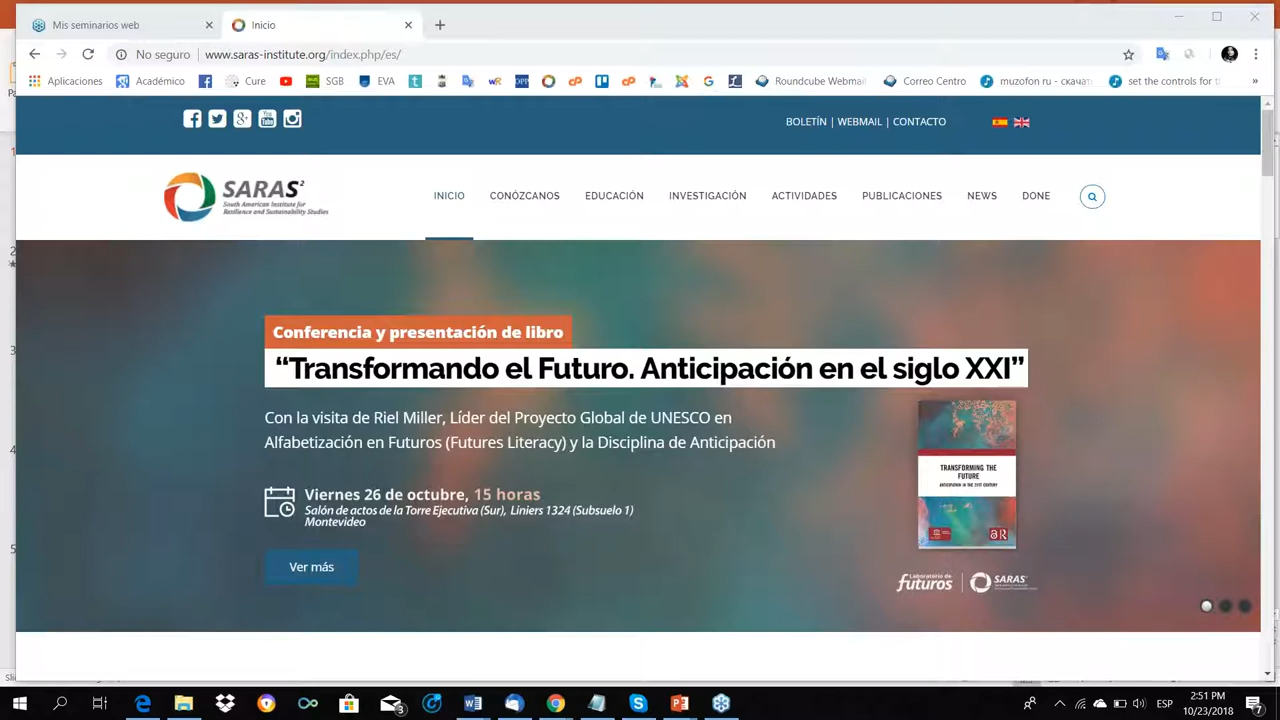 Mis seminarios web
Inicio
No seguro
www.saras-institute.org/index.php/es/
Aplicaciones
Académico
Cure
SGB
EVA
Roundcube Webmai
Correo Centro
muzofon ru - скачат
set the controls for t
BOLETÍN | WEBMAIL | CONTACTO
SARAS²
South American Institute for
Resilience and Sustainability Studies
INICIO
CONÓZCANOS
EDUCACIÓN
INVESTIGACIÓN
ACTIVIDADES
PUBLICACIONES
NEWS
DONE
Conferencia y presentación de libro
“Transformando el Futuro. Anticipación en el siglo XXI”
Con la visita de Riel Miller, Líder del Proyecto Global de UNESCO en
Alfabetización en Futuros (Futures Literacy) y la Disciplina de Anticipación
TRANSFORMING THE
FUTURE
ANTICIPATION IN THE 21ST CENTURY
Viernes 26 de octubre, 15 horas
Salón de actos de la Torre Ejecutiva (Sur), Liniers 1324 (Subsuelo 1)
Montevideo
Ver más
Laboratorio de
futuros
SARAS²
ESP
2:51 PM
10/23/2018